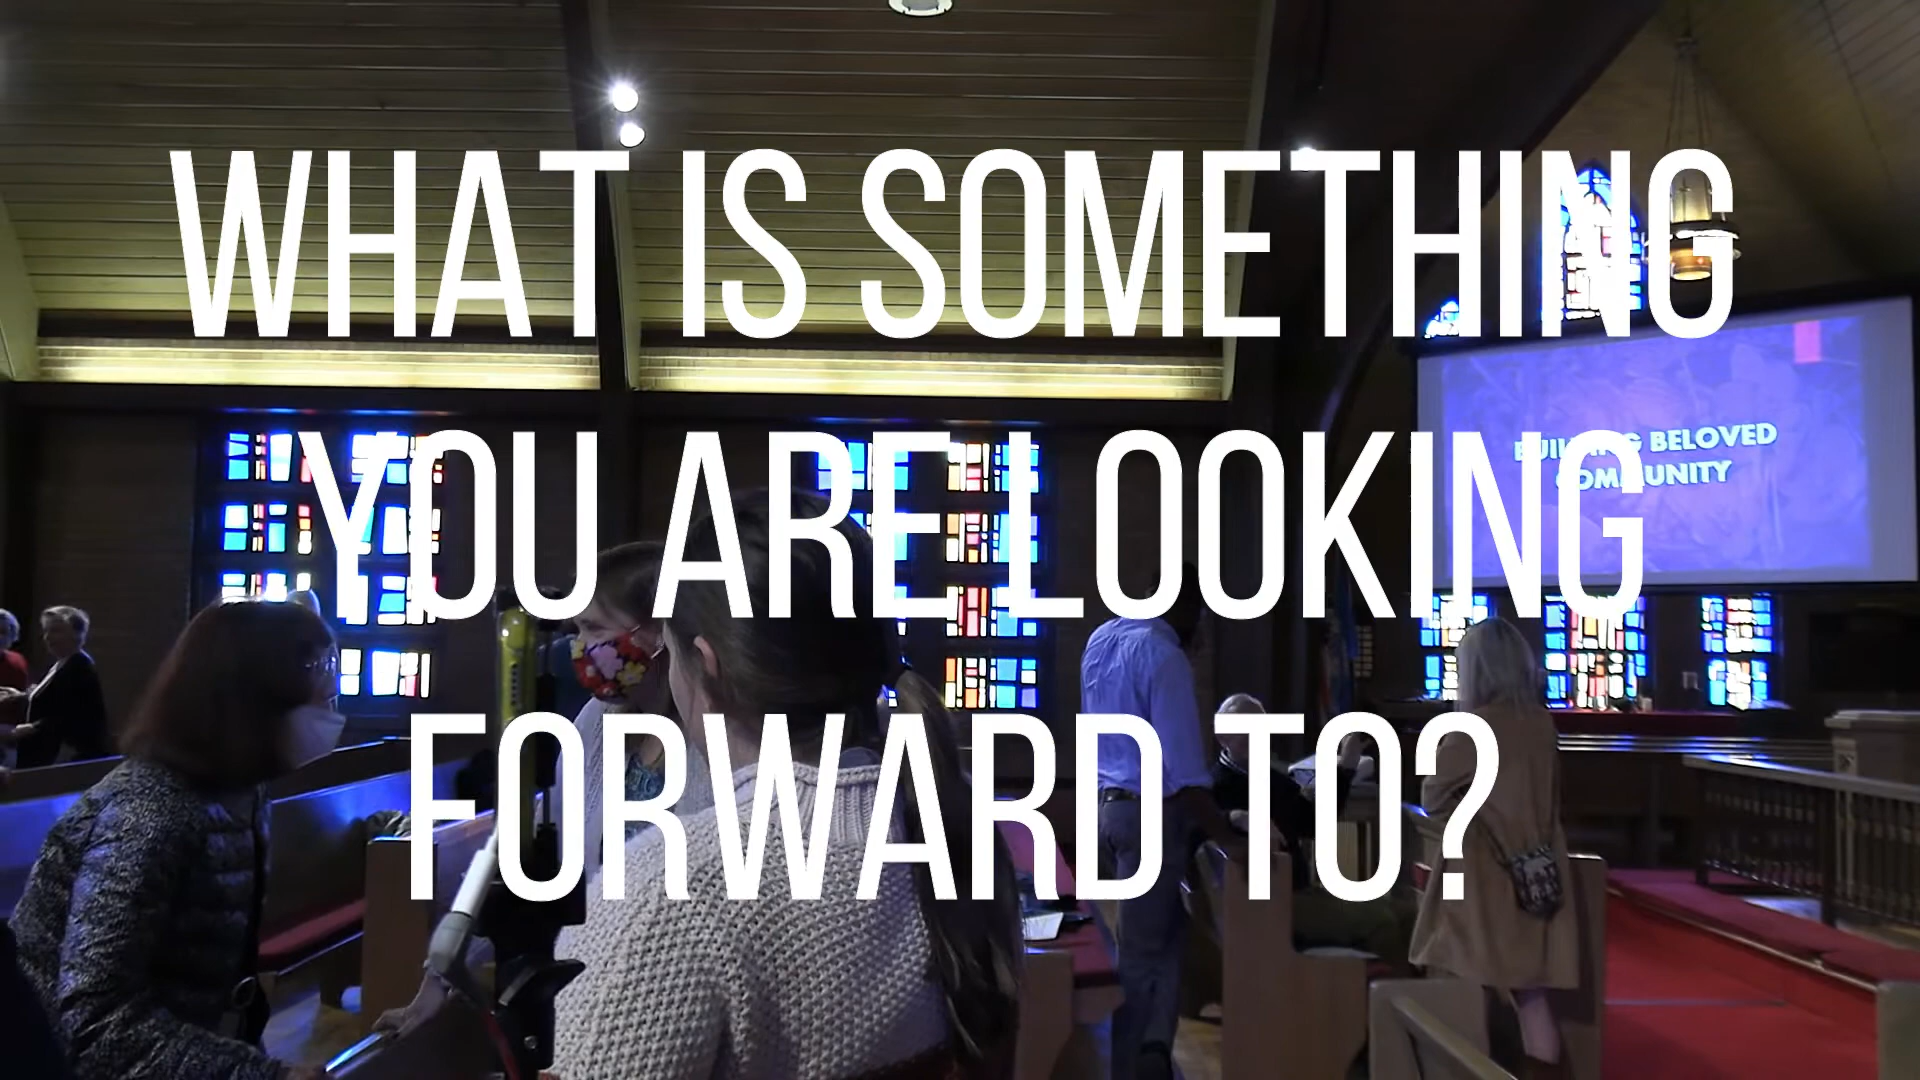 WHAT IS SOMETHING
YOU ARE LOOKING
FORWARD TO?
BUILDING BELOVED
COMMUNITY